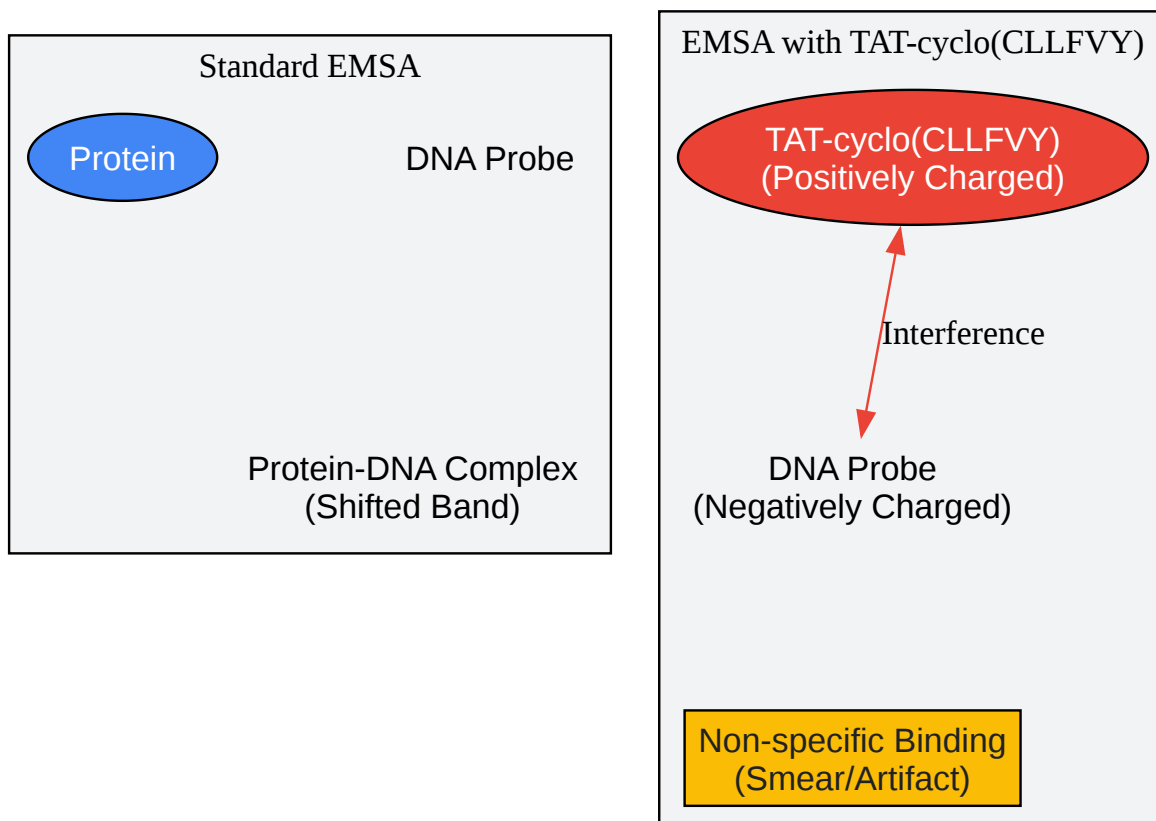 Standard EMSA
Protein
DNA Probe
Protein-DNA Complex
(Shifted Band)
EMSA with TAT-cyclo(CLLFVY)
TAT-cyclo(CLLFVY)
(Positively Charged)
Interference
DNA Probe
(Negatively Charged)
Non-specific Binding
(Smear/Artifact)